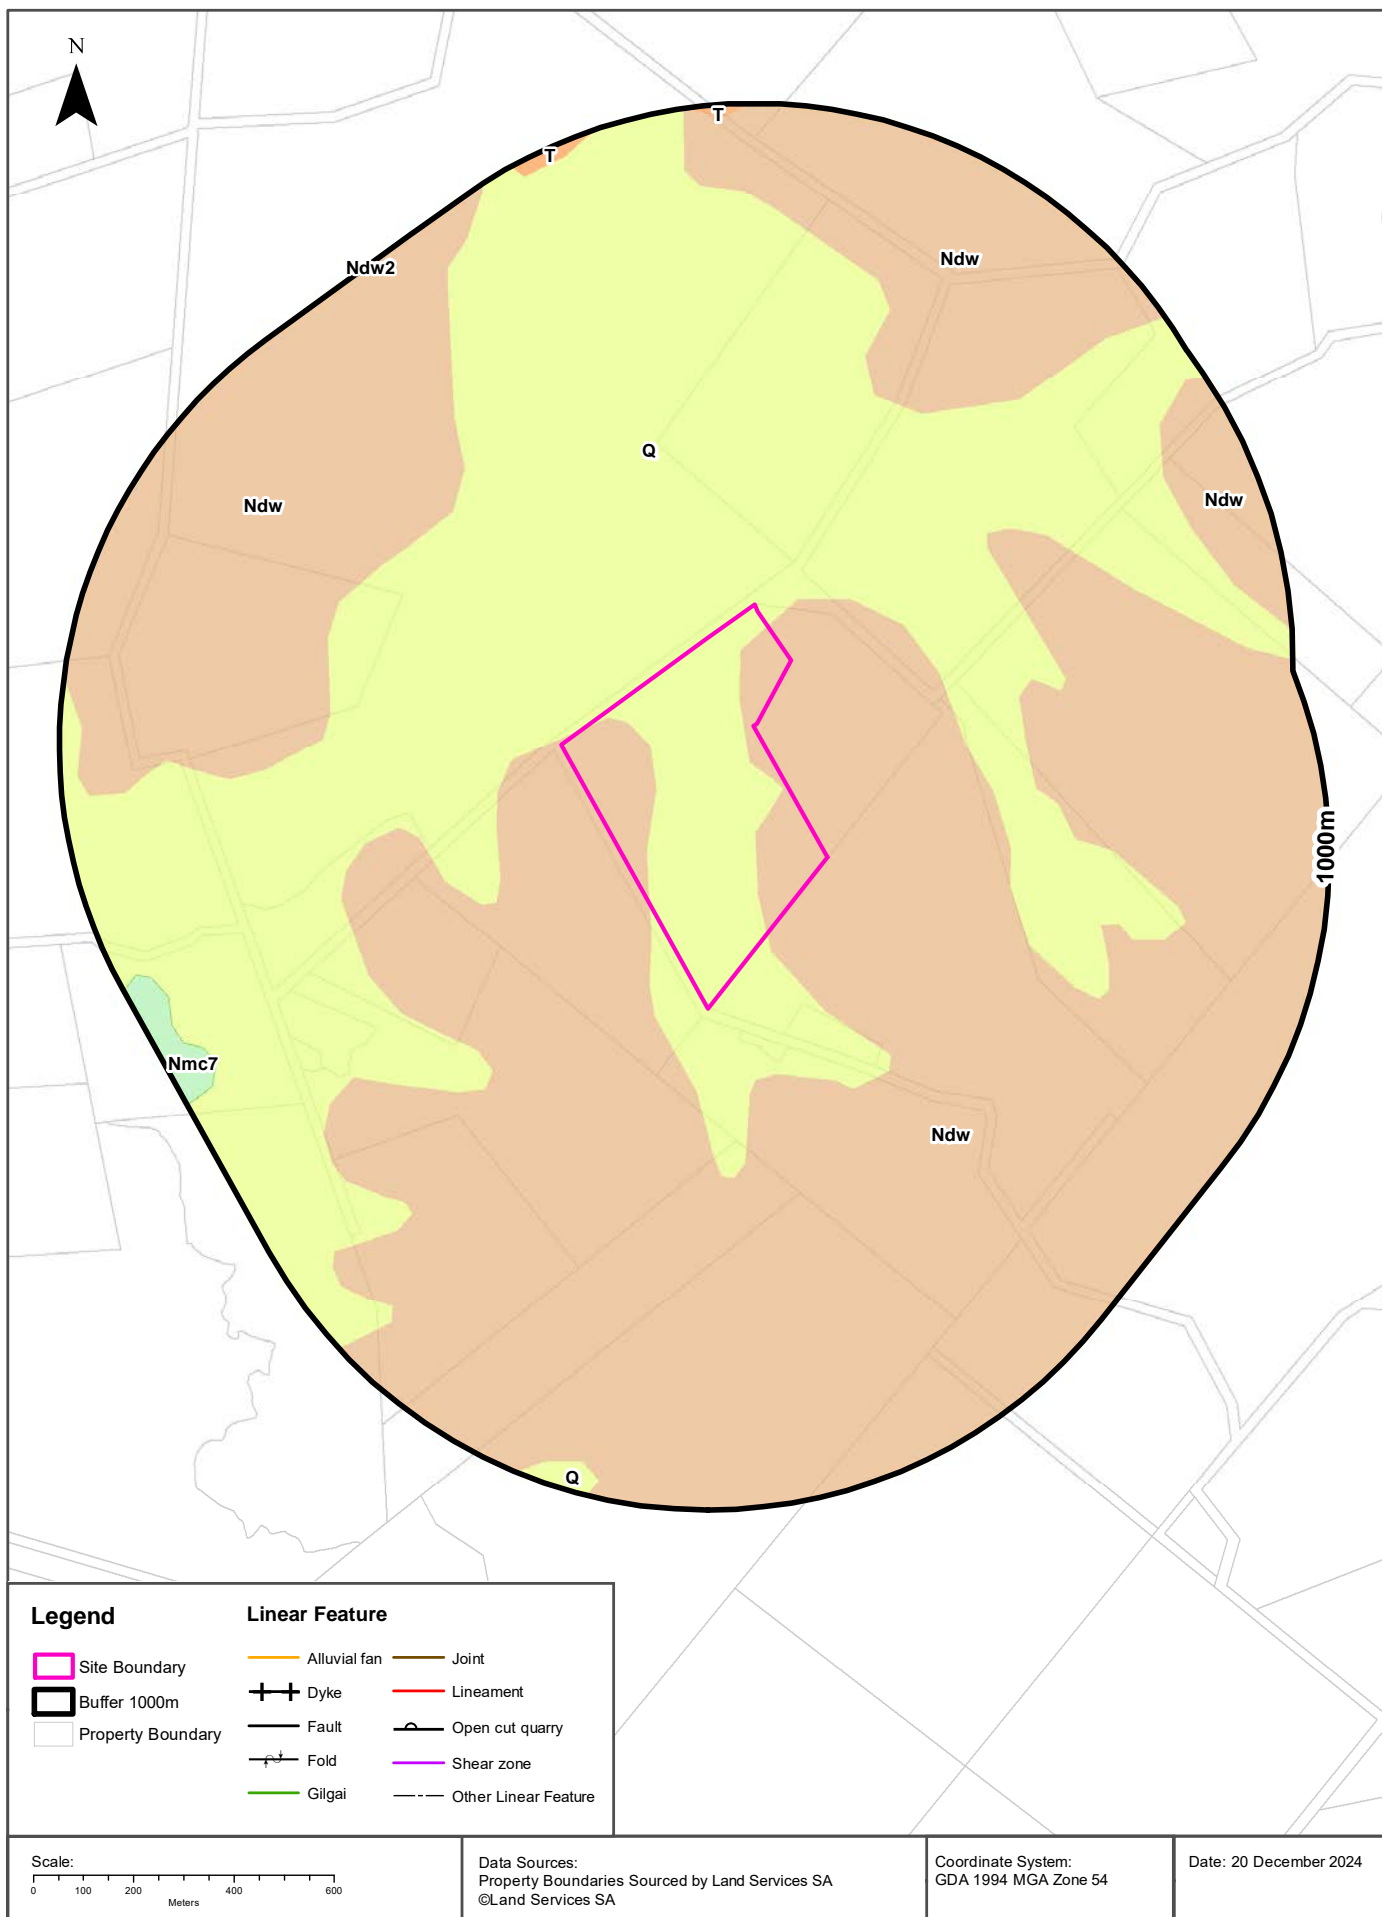 N
T
T
Ndw2
Ndw
Q
Ndw
Ndw
1000m
Nmc7
Ndw
Q
Legend
Site Boundary
Buffer 1000m
Property Boundary
Linear Feature
Alluvial fan
Dyke
Fault
Fold
Gilgai
Joint
Lineament
Open cut quarry
Shear zone
Other Linear Feature
Scale:
0 100 200 400 600
Meters
Data Sources:
Property Boundaries Sourced by Land Services SA
©Land Services SA
Coordinate System:
GDA 1994 MGA Zone 54
Date: 20 December 2024